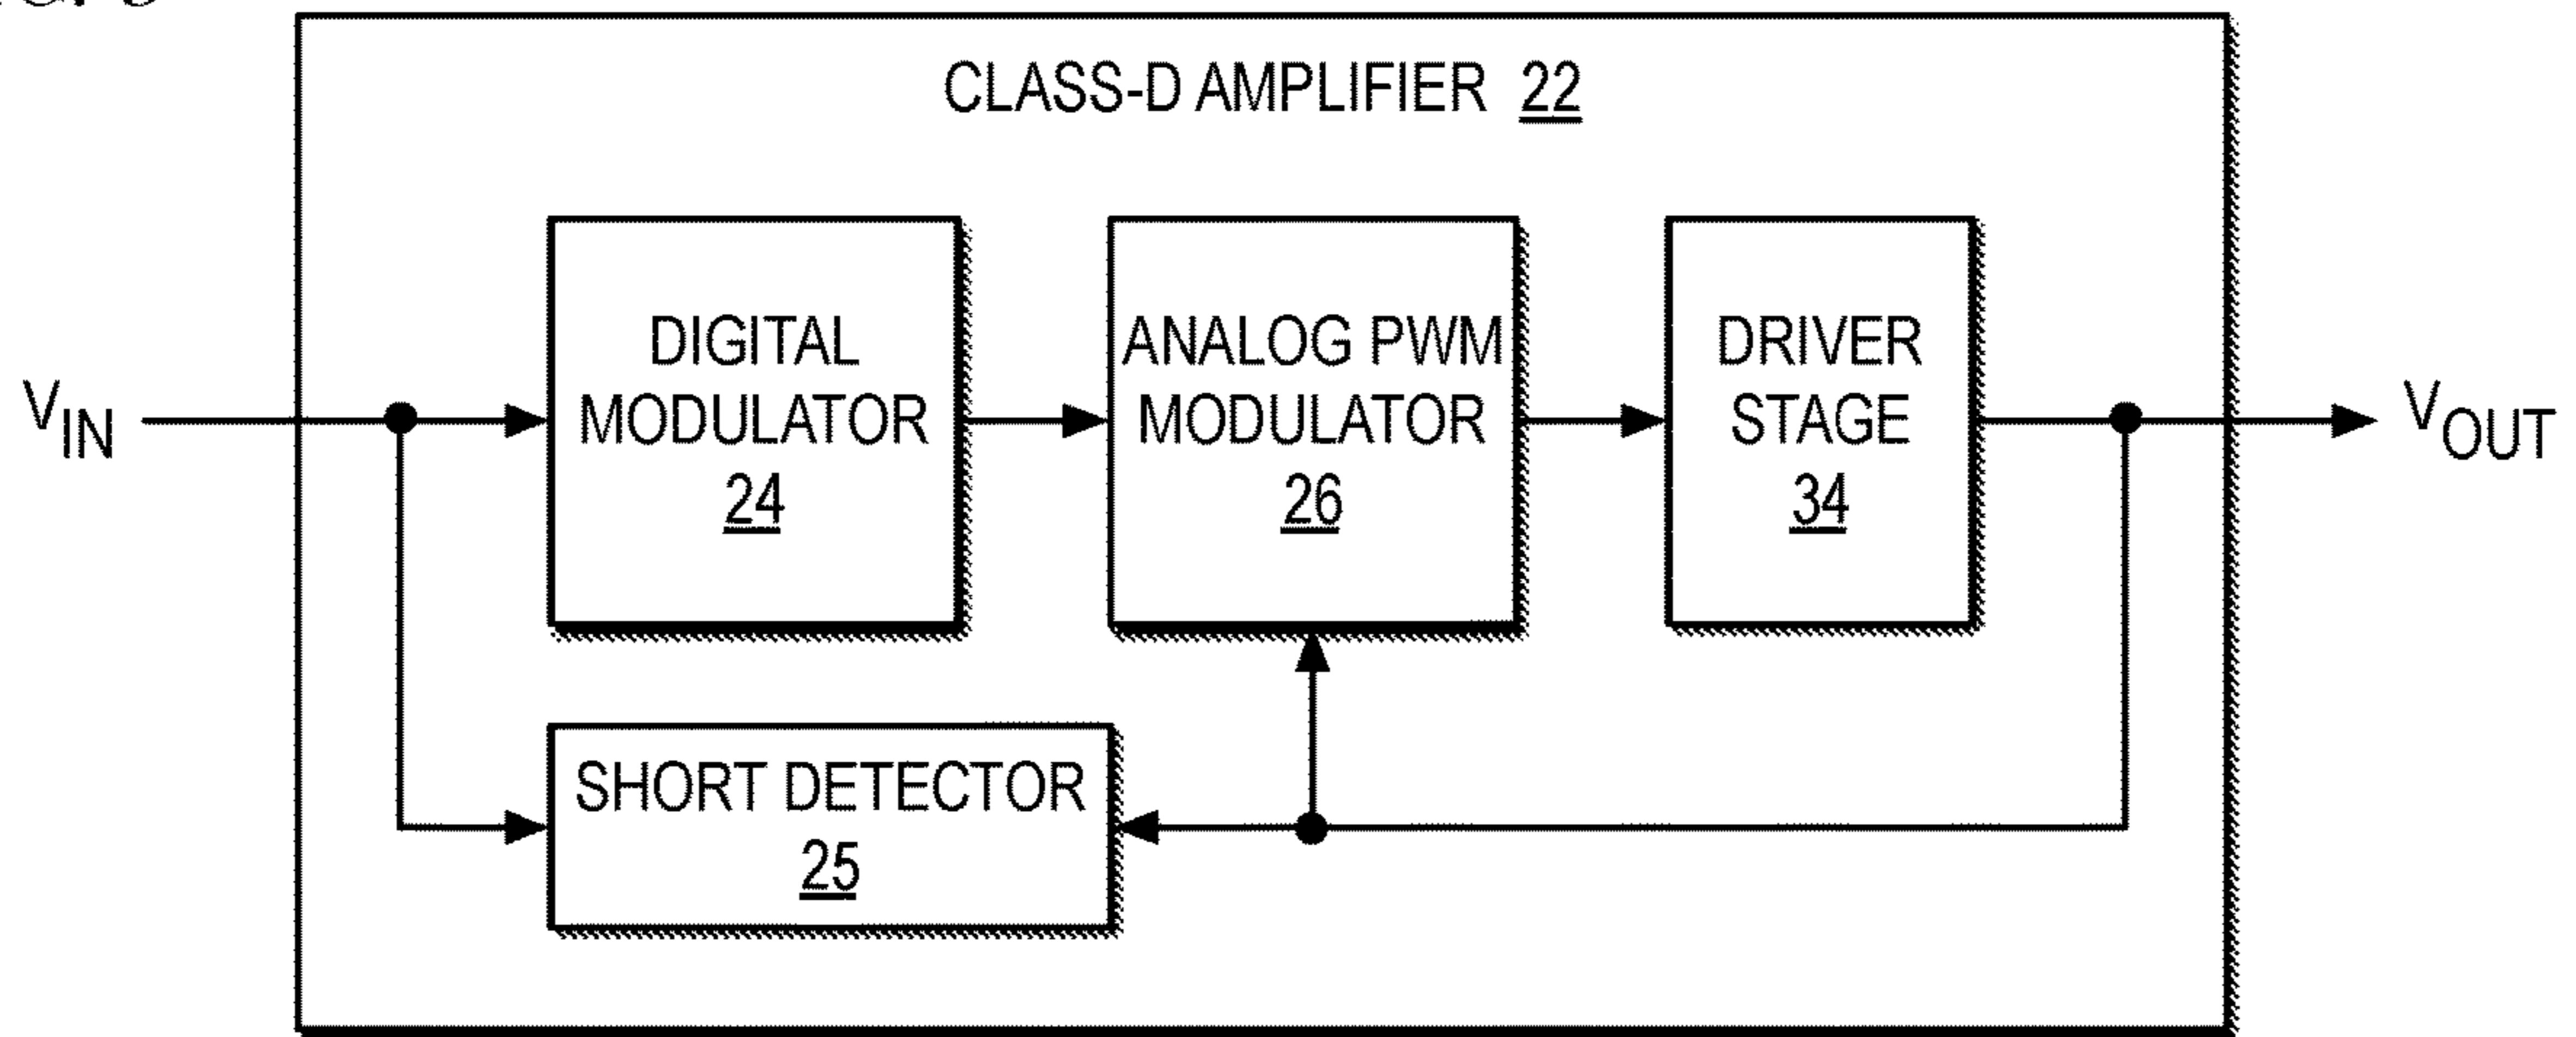 CLASS-D AMPLIFIER 22
DIGITAL
MODULATOR
24
ANALOG PWM
MODULATOR
26
DRIVER
STAGE
34
VIN
VOUT
SHORT DETECTOR
25